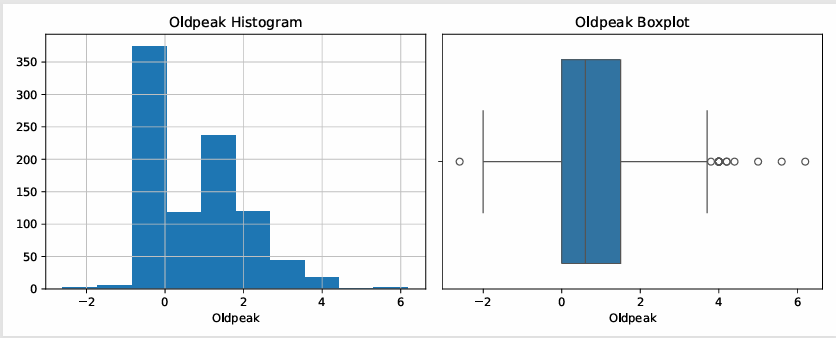 Oldpeak Histogram
350
300
250
200
150
100
50
0
−2 0 2 4 6
Oldpeak
Oldpeak Boxplot
−2 0 2 4 6
Oldpeak